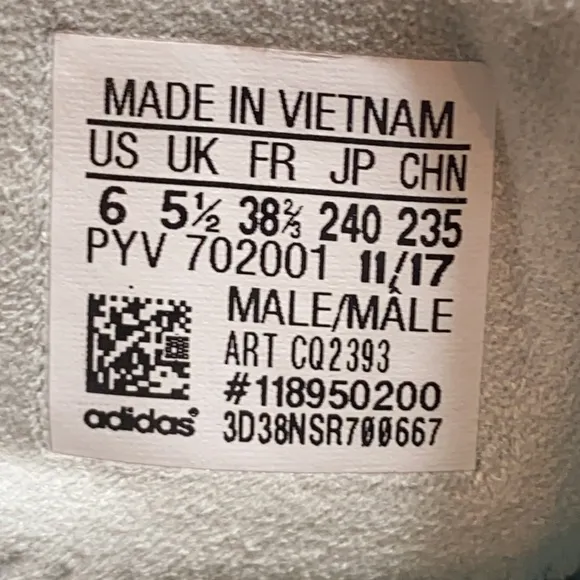 MADE IN VIETNAM
US UK FR JP CHN
6 5½ 38⅔ 240 235
PYV 702001 11/17
MALE/MÂLE
ART CQ2393
#118950200
adidas® 3D38NSR700667